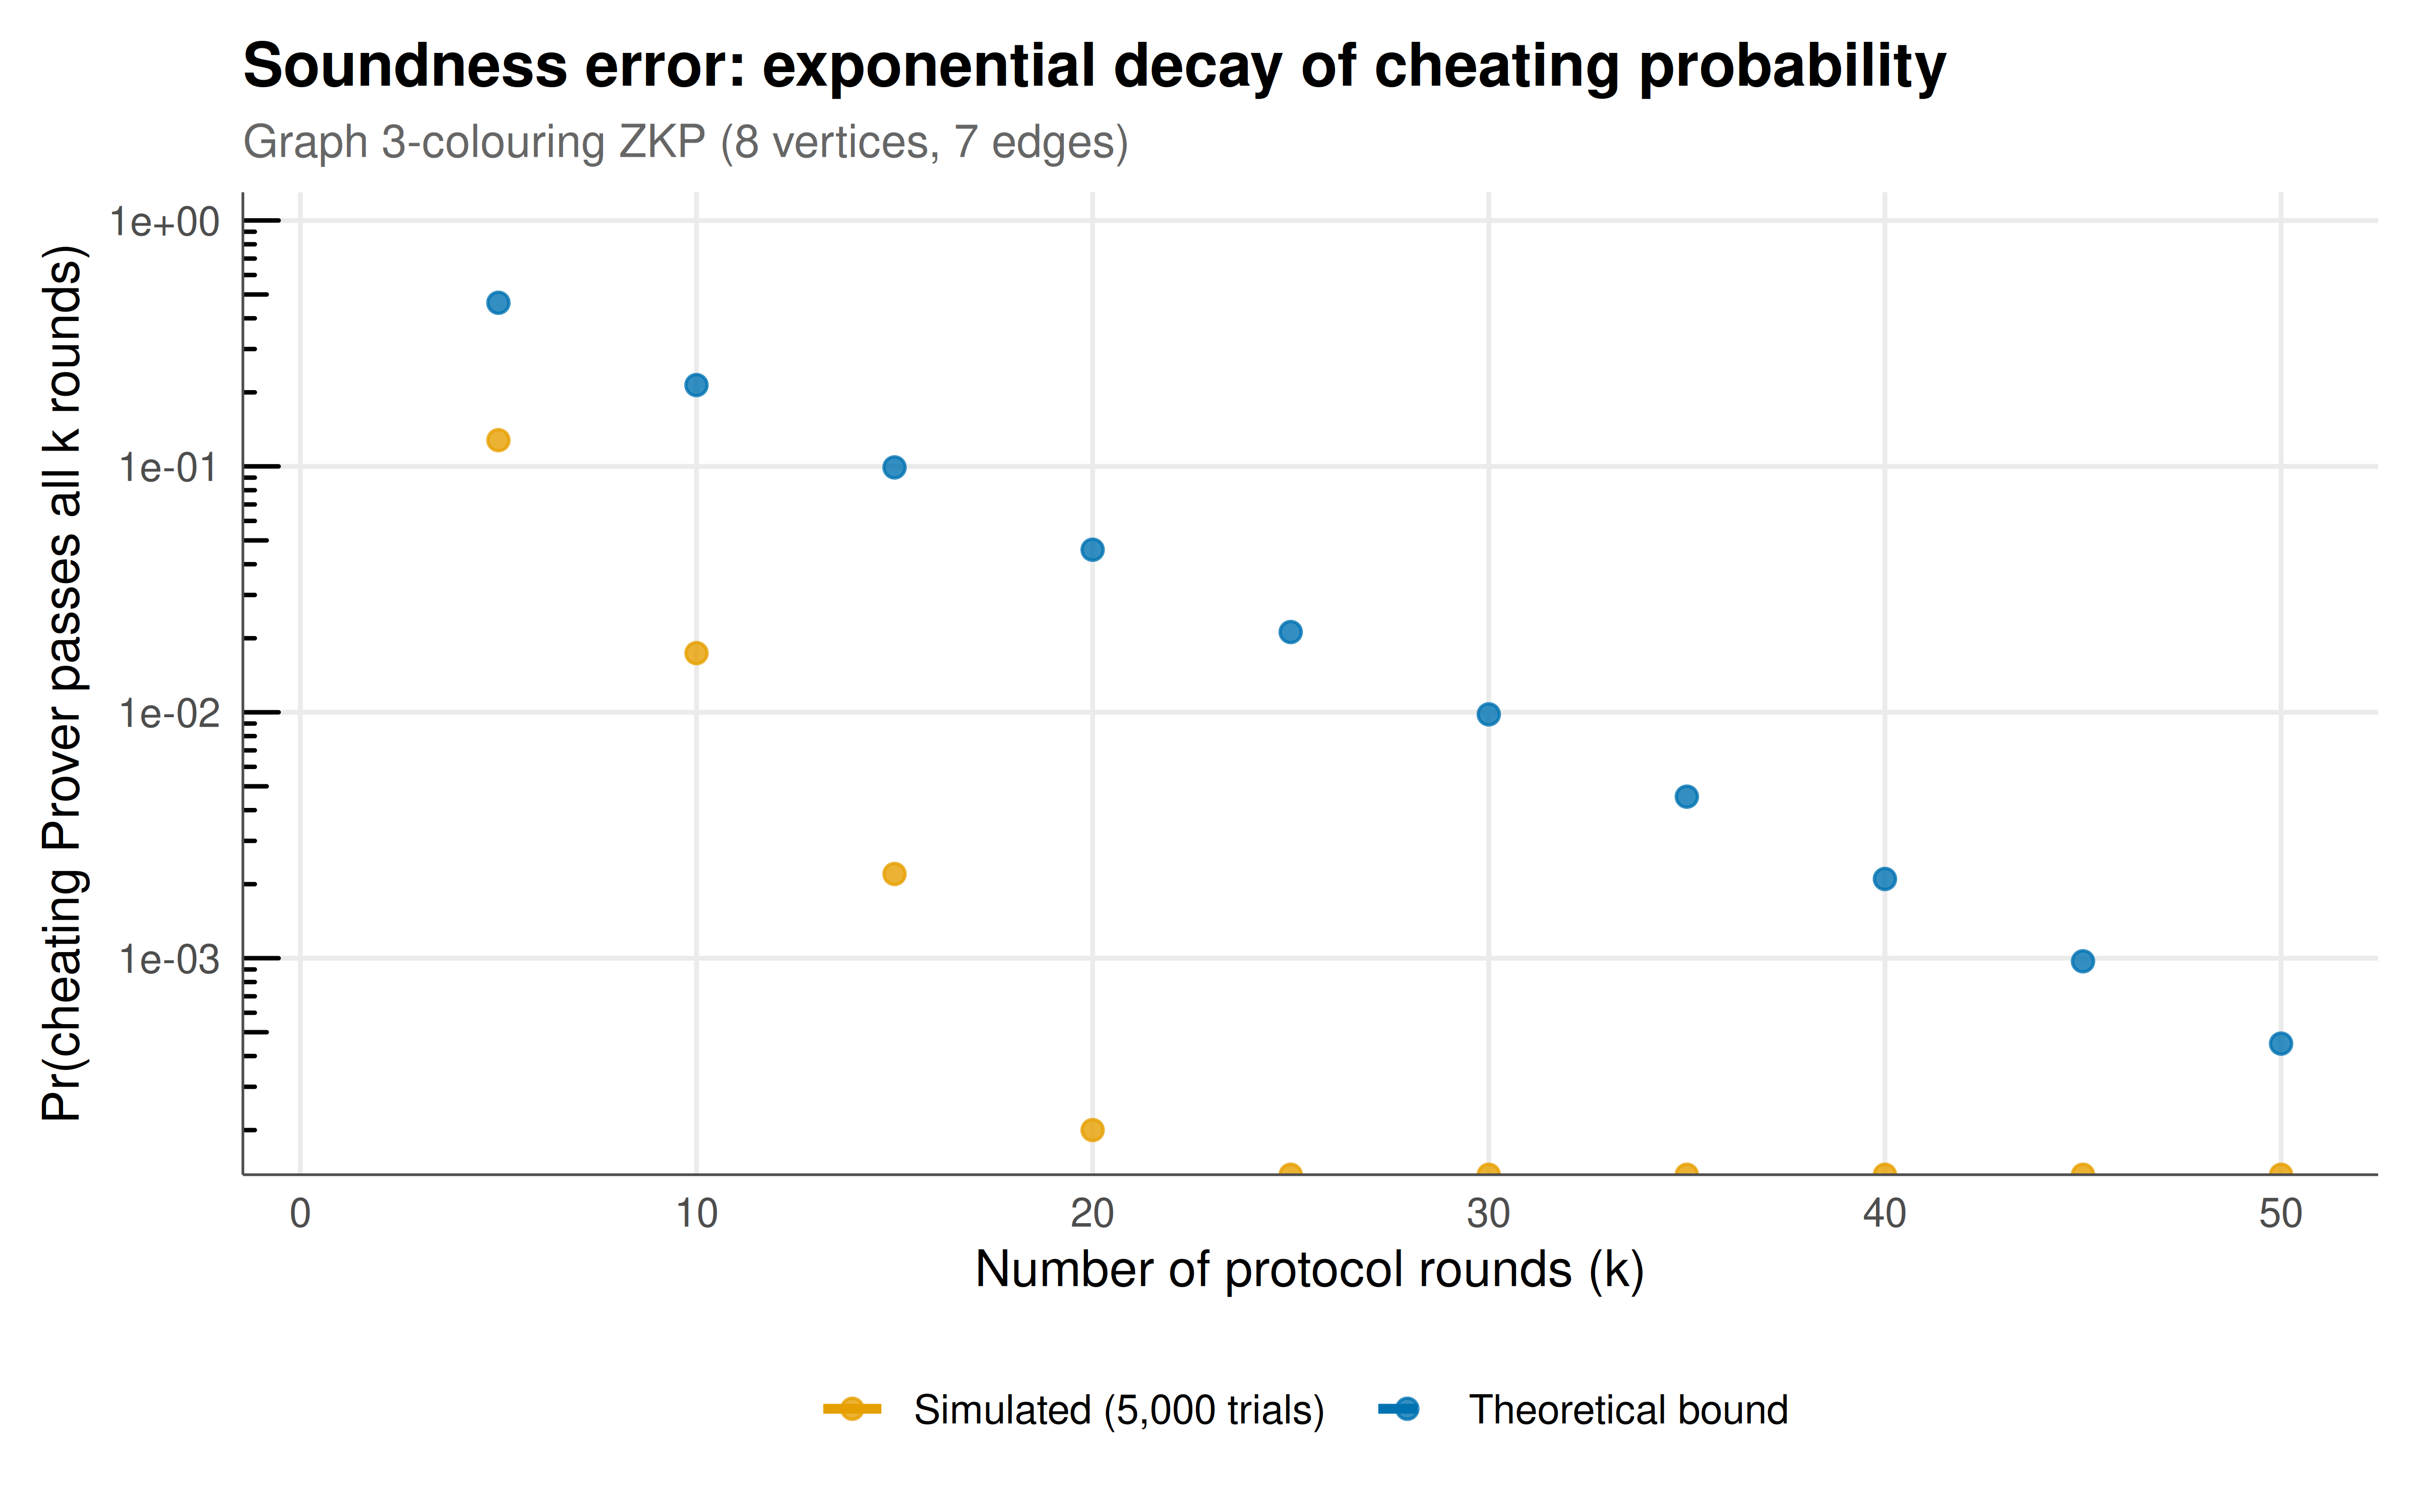 Soundness error: exponential decay of cheating probability
Graph 3-colouring ZKP (8 vertices, 7 edges)
Pr(cheating Prover passes all k rounds)
1e+00
1e-01
1e-02
1e-03
0 10 20 30 40 50
Number of protocol rounds (k)
Simulated (5,000 trials) Theoretical bound